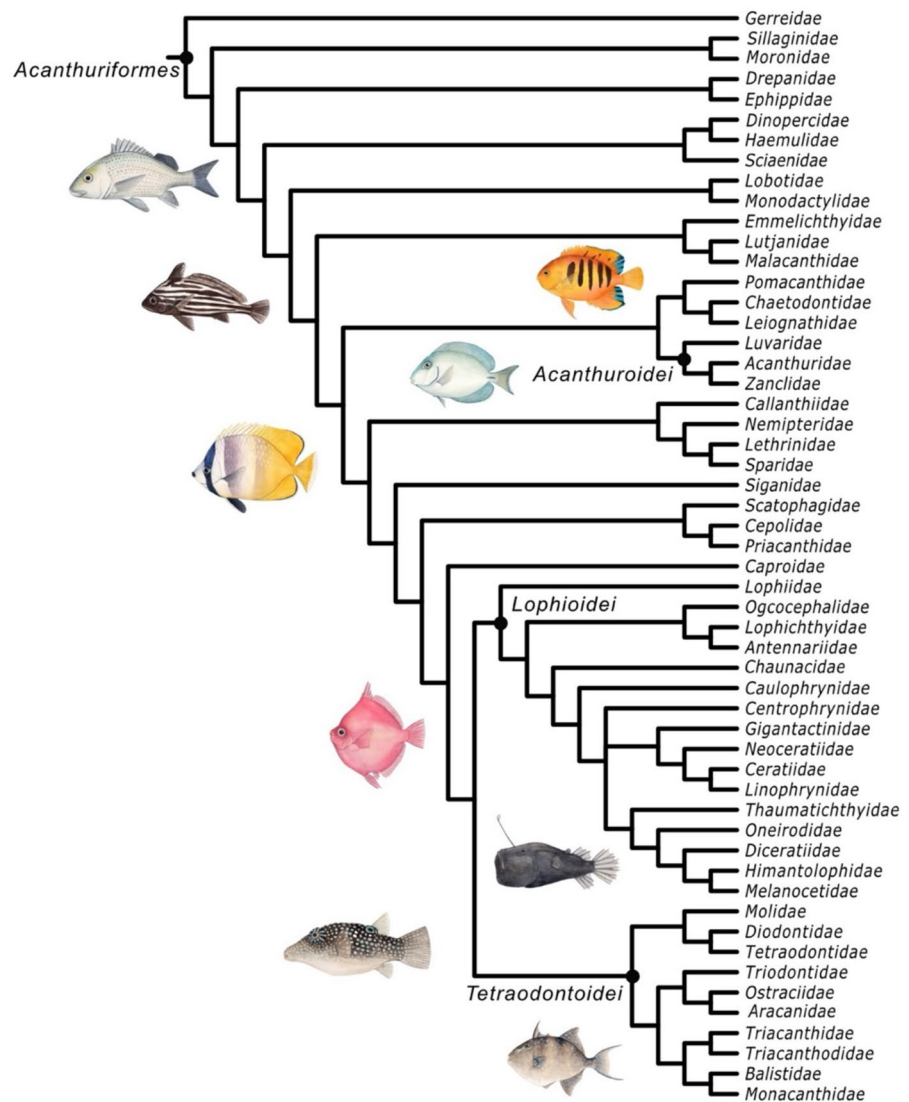 Gerreidae
Sillaginidae
Acanthuriformes
Moronidae
Drepanidae
Ephippidae
Dinopercidae
Haemulidae
Sciaenidae
Lobotidae
Monodactylidae
Emmelichthyidae
Lutjanidae
Malacanthidae
Pomacanthidae
Chaetodontidae
Leiognathidae
Luvaridae
Acanthuridae
Acanthuroidei
Zanclidae
Callanthiidae
Nemipteridae
Lethrinidae
Sparidae
Siganidae
Scatophagidae
Cepolidae
Priacanthidae
Caproidae
Lophiidae
Lophioidei
Ogcocephalidae
Lophichthyidae
Antennariidae
Chaunacidae
Caulophrynidae
Centrophrynidae
Gigantactinidae
Neoceratiidae
Ceratiidae
Linophrynidae
Thaumatichthyidae
Oneirodidae
Diceratiidae
Himantolophidae
Melanocetidae
Molidae
Diodontidae
Tetraodontidae
Triodontidae
Tetraodontoidei
Ostraciidae
Aracanidae
Triacanthidae
Triacanthodidae
Balistidae
Monacanthidae